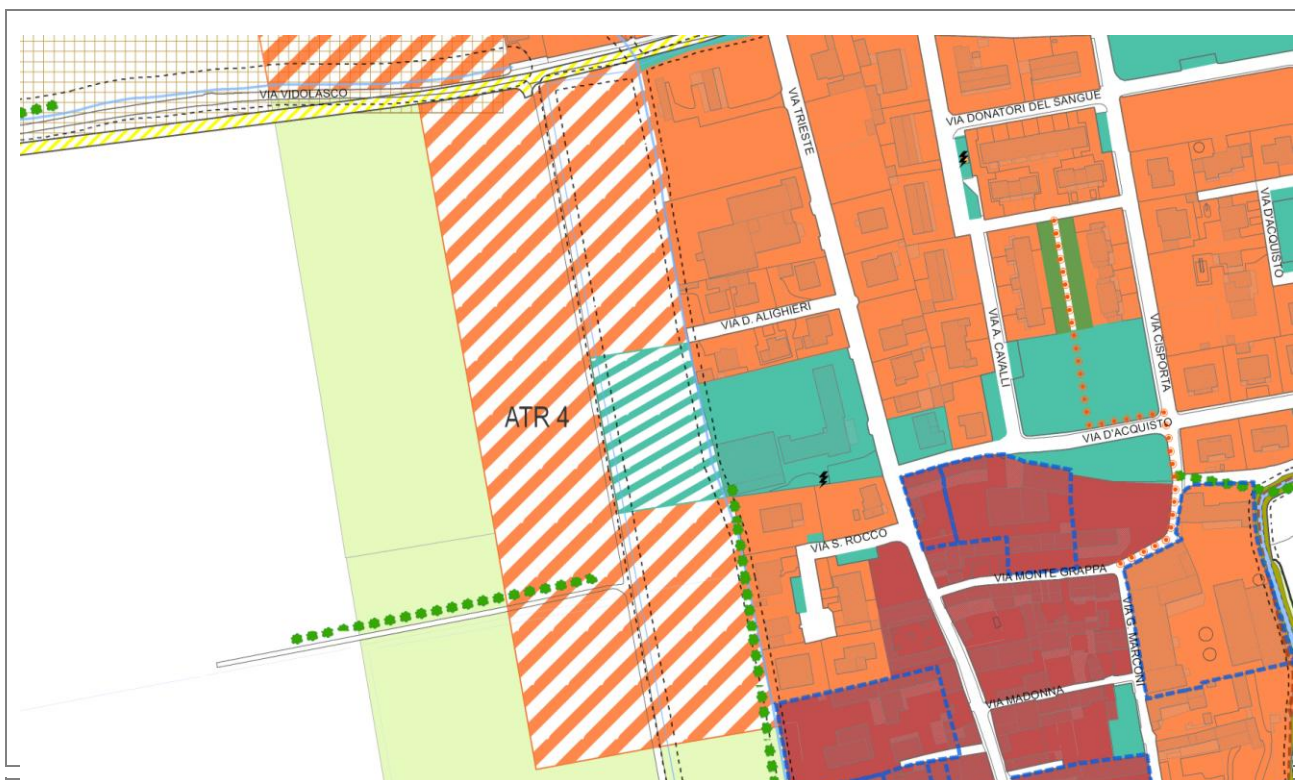 VIA VIDOLASCO
VIA TRIESTE
VIA DONATORI DEL SANGUE
VIA D'ACQUISTO
VIA D. ALIGHIERI
VIA A. CAVALLI
VIA CISPORTA
ATR 4
VIA D'ACQUISTO
VIA S. ROCCO
VIA MONTE GRAPPA
VIA G. MARCONI
VIA MADONNA